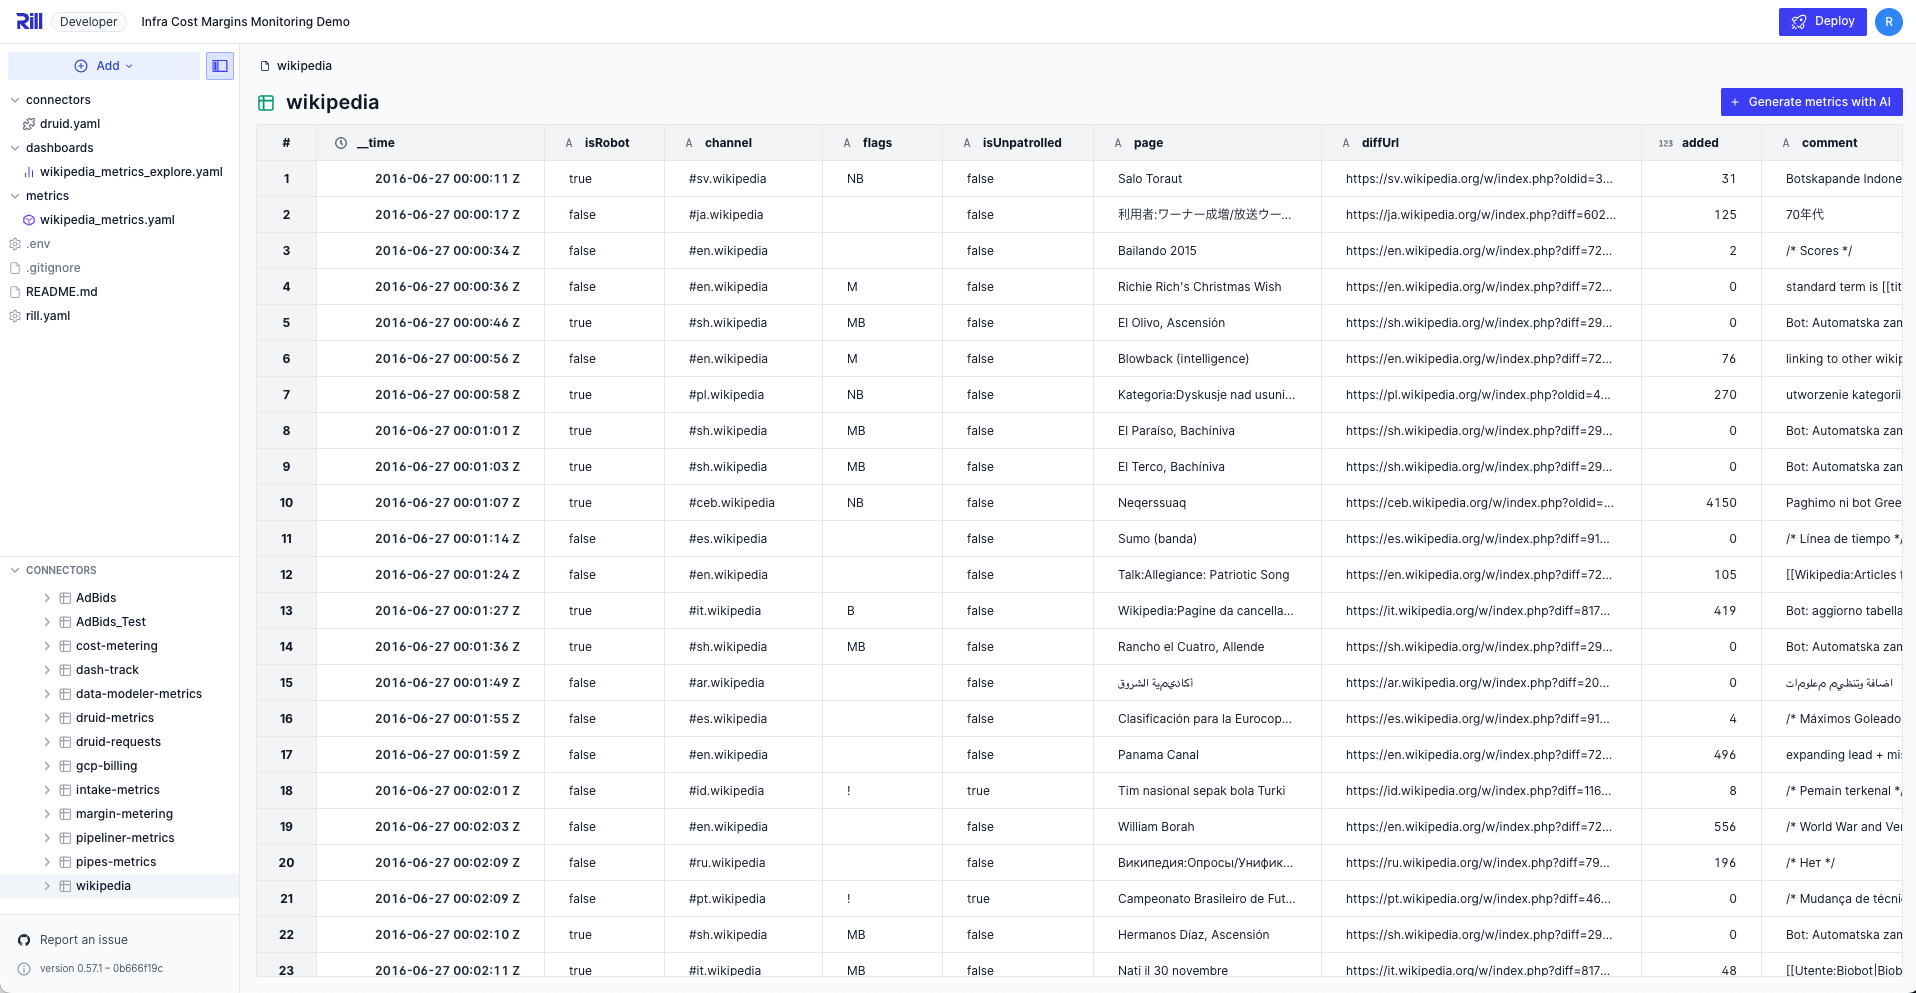 Rill Developer Infra Cost Margins Monitoring Demo Deploy R
Add
connectors
druid.yaml
dashboards
wikipedia_metrics_explore.yaml
metrics
wikipedia_metrics.yaml
.env
.gitignore
README.md
rill.yaml
CONNECTORS
AdBids
AdBids_Test
cost-metering
dash-track
data-modeler-metrics
druid-metrics
druid-requests
gcp-billing
intake-metrics
margin-metering
pipeliner-metrics
pipes-metrics
wikipedia
Report an issue
version 0.57.1 – 0b666f19c
wikipedia
wikipedia
+ Generate metrics with AI
# __time A isRobot A channel A flags A isUnpatrolled A page A diffUrl 123 added A comment
1 2016-06-27 00:00:11 Z true #sv.wikipedia NB false Salo Toraut https://sv.wikipedia.org/w/index.php?oldid=3... 31 Botskapande Indone
2 2016-06-27 00:00:17 Z false #ja.wikipedia false 利用者:ワーナー成増/放送ウー... https://ja.wikipedia.org/w/index.php?diff=602... 125 70年代
3 2016-06-27 00:00:34 Z false #en.wikipedia false Bailando 2015 https://en.wikipedia.org/w/index.php?diff=72... 2 /* Scores */
4 2016-06-27 00:00:36 Z false #en.wikipedia M false Richie Rich's Christmas Wish https://en.wikipedia.org/w/index.php?diff=72... 0 standard term is [[tit
5 2016-06-27 00:00:46 Z true #sh.wikipedia MB false El Olivo, Ascensión https://sh.wikipedia.org/w/index.php?diff=29... 0 Bot: Automatska zam
6 2016-06-27 00:00:56 Z false #en.wikipedia M false Blowback (intelligence) https://en.wikipedia.org/w/index.php?diff=72... 76 linking to other wikip
7 2016-06-27 00:00:58 Z true #pl.wikipedia NB false Kategoria:Dyskusje nad usuni... https://pl.wikipedia.org/w/index.php?oldid=4... 270 utworzenie kategorii
8 2016-06-27 00:01:01 Z true #sh.wikipedia MB false El Paraíso, Bachíniva https://sh.wikipedia.org/w/index.php?diff=29... 0 Bot: Automatska zam
9 2016-06-27 00:01:03 Z true #sh.wikipedia MB false El Terco, Bachíniva https://sh.wikipedia.org/w/index.php?diff=29... 0 Bot: Automatska zam
10 2016-06-27 00:01:07 Z true #ceb.wikipedia NB false Neqerssuaq https://ceb.wikipedia.org/w/index.php?oldid=... 4150 Paghimo ni bot Gree
11 2016-06-27 00:01:14 Z false #es.wikipedia false Sumo (banda) https://es.wikipedia.org/w/index.php?diff=91... 0 /* Línea de tiempo */
12 2016-06-27 00:01:24 Z false #en.wikipedia false Talk:Allegiance: Patriotic Song https://en.wikipedia.org/w/index.php?diff=72... 105 [[Wikipedia:Articles f
13 2016-06-27 00:01:27 Z true #it.wikipedia B false Wikipedia:Pagine da cancella... https://it.wikipedia.org/w/index.php?diff=817... 419 Bot: aggiorno tabella
14 2016-06-27 00:01:36 Z true #sh.wikipedia MB false Rancho el Cuatro, Allende https://sh.wikipedia.org/w/index.php?diff=29... 0 Bot: Automatska zam
15 2016-06-27 00:01:49 Z false #ar.wikipedia false أكاديمية الشروق https://ar.wikipedia.org/w/index.php?diff=20... 0 اضافة وتنظيم معلومات
16 2016-06-27 00:01:55 Z false #es.wikipedia false Clasificación para la Eurocop... https://es.wikipedia.org/w/index.php?diff=91... 4 /* Máximos Goleado
17 2016-06-27 00:01:59 Z false #en.wikipedia false Panama Canal https://en.wikipedia.org/w/index.php?diff=72... 496 expanding lead + mis
18 2016-06-27 00:02:01 Z false #id.wikipedia ! true Tim nasional sepak bola Turki https://id.wikipedia.org/w/index.php?diff=116... 8 /* Pemain terkenal */
19 2016-06-27 00:02:03 Z false #en.wikipedia false William Borah https://en.wikipedia.org/w/index.php?diff=72... 556 /* World War and Ver
20 2016-06-27 00:02:09 Z false #ru.wikipedia false Википедия:Опросы/Унифик... https://ru.wikipedia.org/w/index.php?diff=79... 196 /* Нет */
21 2016-06-27 00:02:09 Z false #pt.wikipedia ! true Campeonato Brasileiro de Fut... https://pt.wikipedia.org/w/index.php?diff=46... 0 /* Mudança de técni
22 2016-06-27 00:02:10 Z true #sh.wikipedia MB false Hermanos Díaz, Ascensión https://sh.wikipedia.org/w/index.php?diff=29... 0 Bot: Automatska zam
23 2016-06-27 00:02:11 Z true #it.wikipedia MB false Nati il 30 novembre https://it.wikipedia.org/w/index.php?diff=817... 48 [[Utente:Biobot|Biob